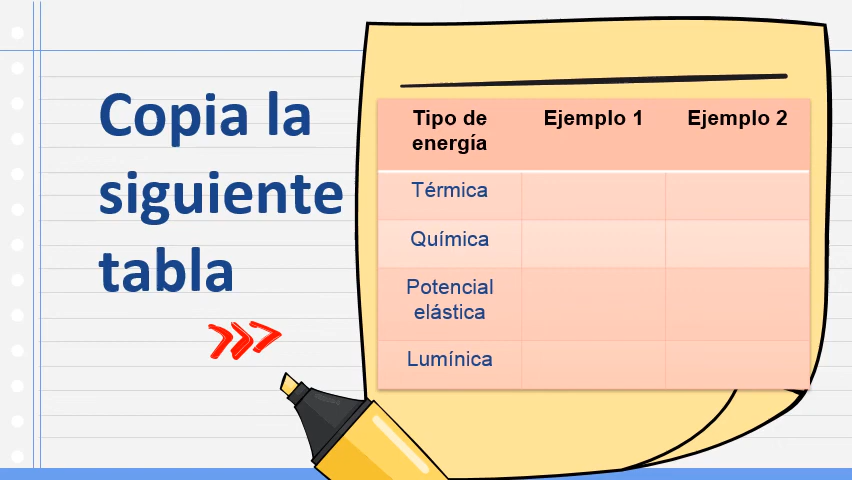 Copia la
siguiente
tabla
Tipo de energía Ejemplo 1 Ejemplo 2
Térmica
Química
Potencial
elástica
Lumínica